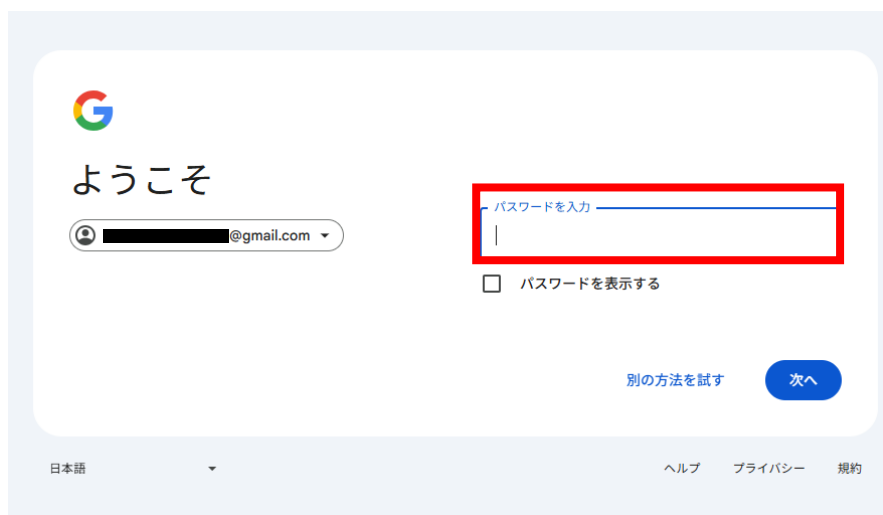 ようこそ
@gmail.com
パスワードを入力
パスワードを表示する
別の方法を試す
次へ
日本語
ヘルプ プライバシー 規約